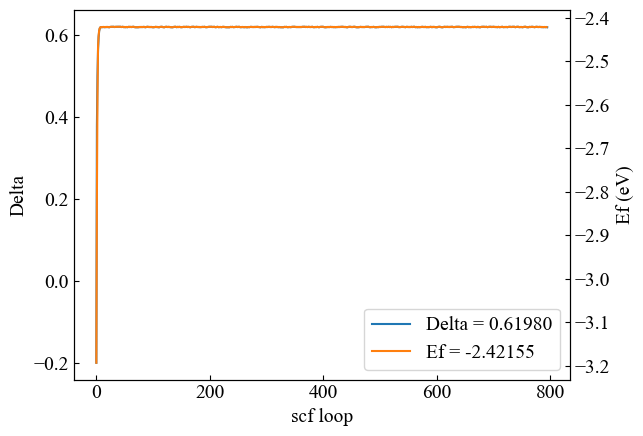 0.6
0.4
0.2
0.0
−0.2
Delta
−2.4
−2.5
−2.6
−2.7
−2.8
−2.9
−3.0
−3.1
−3.2
Ef (eV)
Delta = 0.61980
Ef = -2.42155
0 200 400 600 800
scf loop